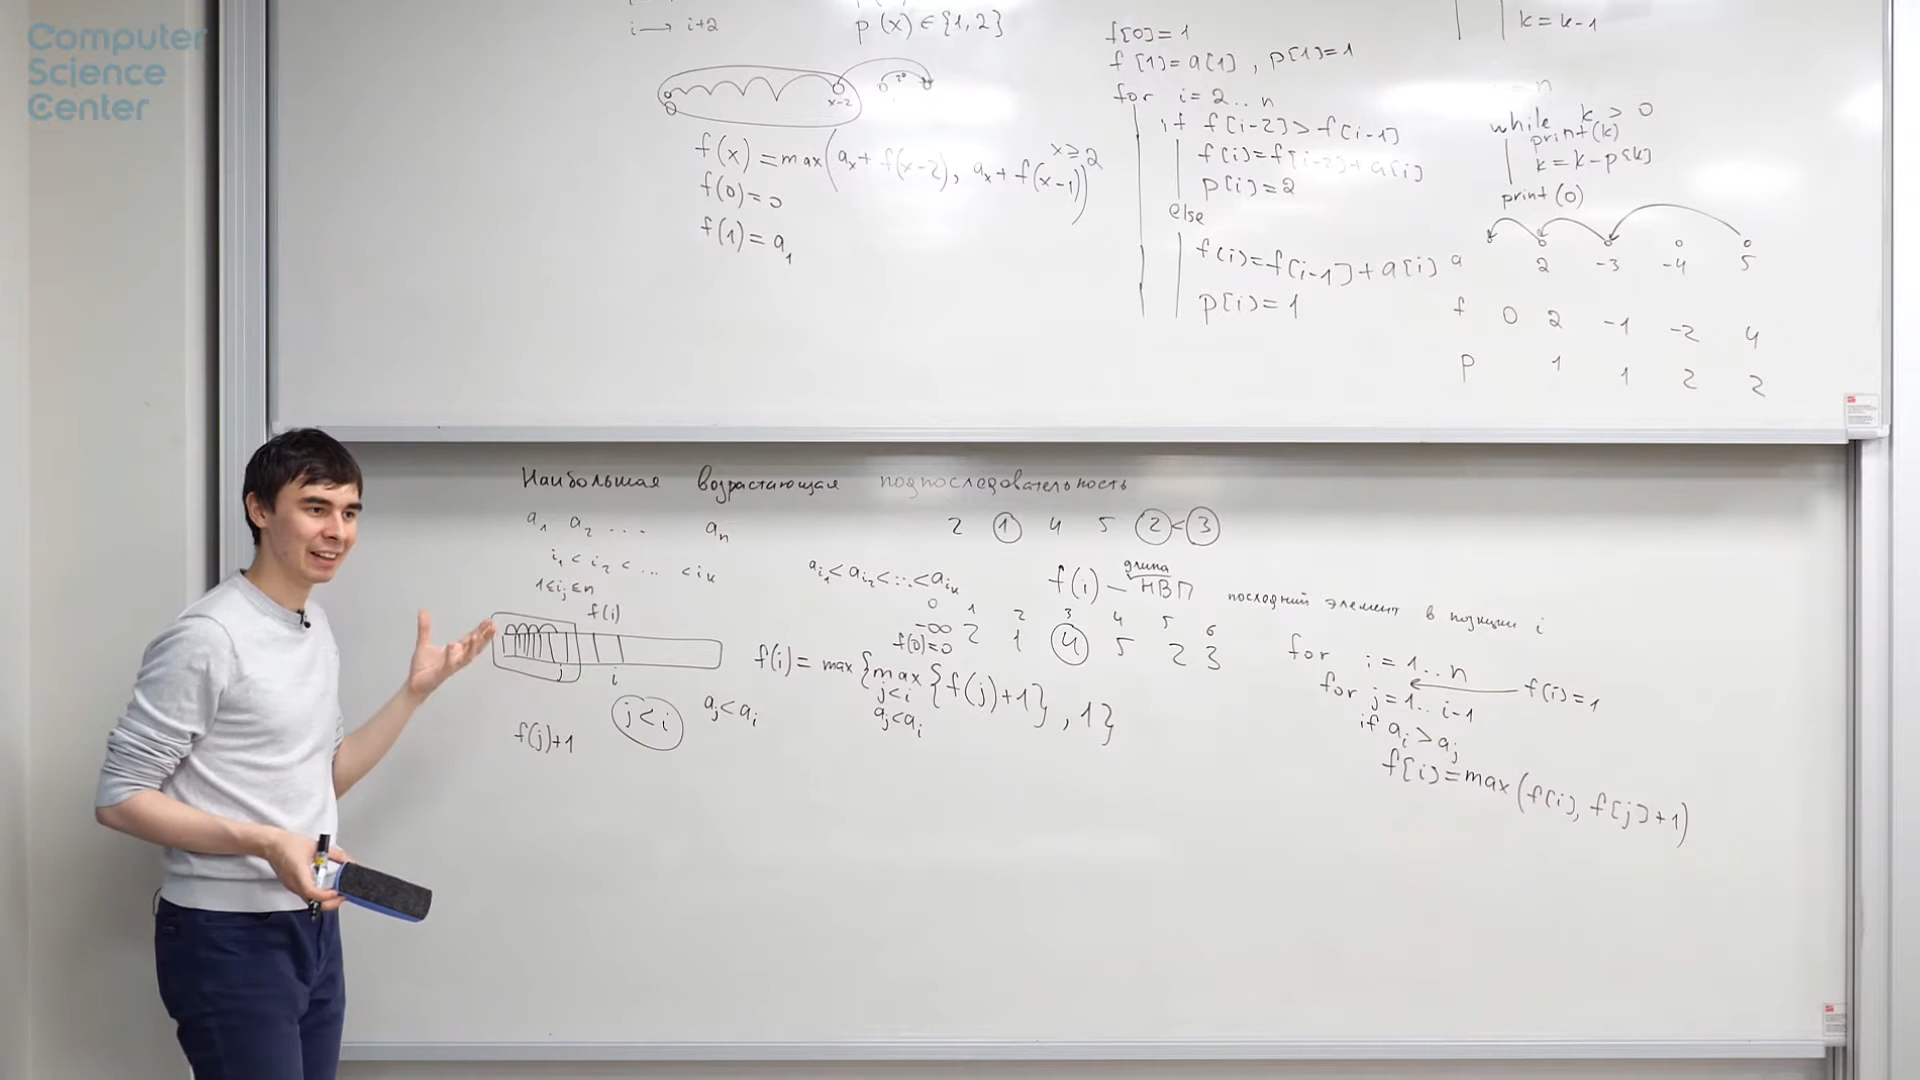 Computer
Science
Center
i → i+2
p(x) ∈ {1,2}
x-2
f(x) = max(aₓ + f(x-2), aₓ + f(x-1)) x ≥ 2
f(0) = 0
f(1) = a₁
f[0] = 1
f[1] = a[1], p[1] = 1
for i = 2 .. n
if f[i-2] > f[i-1]
f[i] = f[i-2] + a[i]
p[i] = 2
else
f[i] = f[i-1] + a[i]
p[i] = 1
k = k-1
n
while k > 0
print(k)
k = k - p[k]
print(0)
a 2 -3 -4 5
f 0 2 -1 -2 4
p 1 1 2 2
Наибольшая возрастающая подпоследовательность
a₁ a₂ ... aₙ
2 1 4 5 2 < 3
i₁ < i₂ < ... < iₖ
1 ≤ iⱼ ≤ n
aᵢ₁ < aᵢ₂ < ... < aᵢₖ
длина
f(i) – НВП последний элемент в позиции i
0 1 2 3 4 5 6
-∞ 2 1 4 5 2 3
f(0) = 0
f(i)
j i
f(i) = max{max{f(j)+1}, 1}
j < i
aⱼ < aᵢ
j < i aⱼ < aᵢ
f(j)+1
for i = 1 .. n
f(i) = 1
for j = 1 .. i-1
if aᵢ > aⱼ
f[i] = max(f[i], f[j]+1)